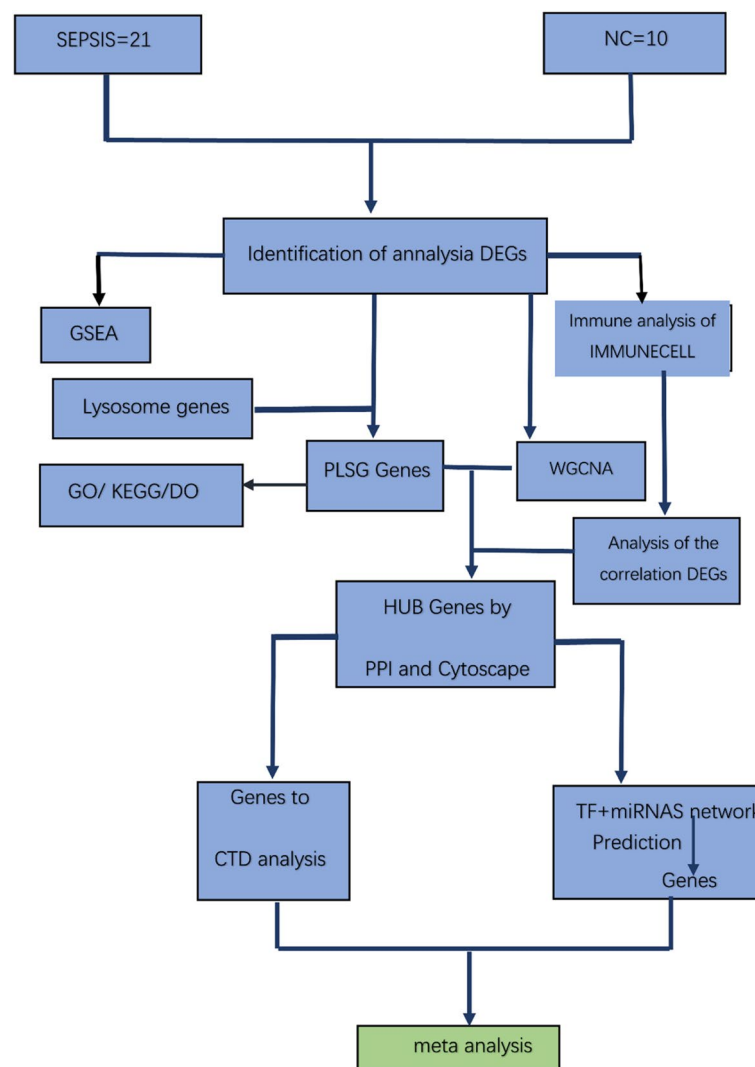 SEPSIS=21
NC=10
Identification of annalysia DEGs
GSEA
Immune analysis of
IMMUNECELL
Lysosome genes
PLSG Genes
WGCNA
GO/ KEGG/DO
Analysis of the
correlation DEGs
HUB Genes by
PPI and Cytoscape
Genes to
CTD analysis
TF+miRNAS network
Prediction
Genes
meta analysis